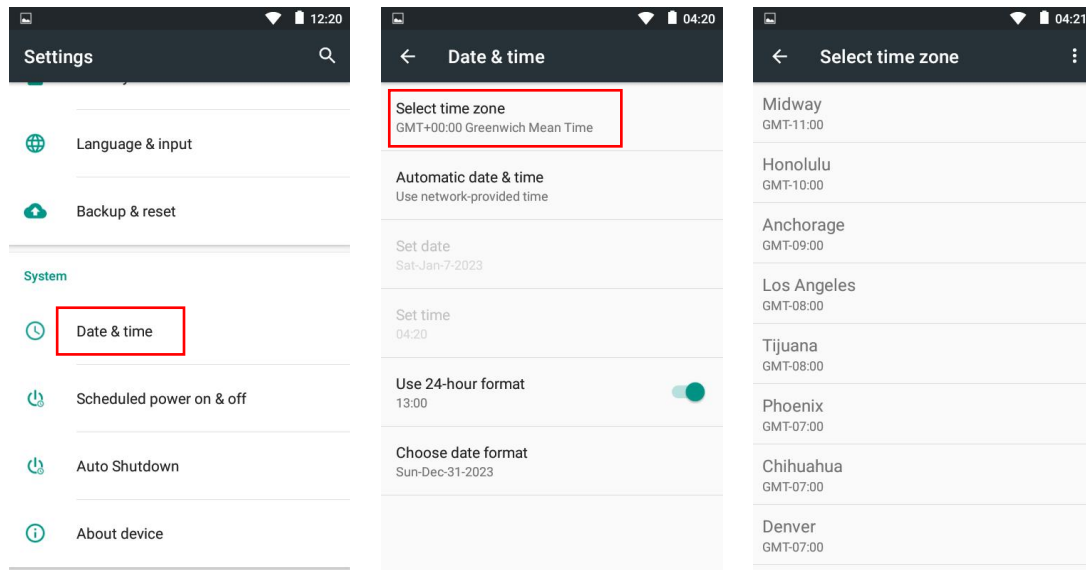 12:20
Settings
Language & input
Backup & reset
System
Date & time
Scheduled power on & off
Auto Shutdown
About device
04:20
Date & time
Select time zone
GMT+00:00 Greenwich Mean Time
Automatic date & time
Use network-provided time
Set date
Sat-Jan-7-2023
Set time
04:20
Use 24-hour format
13:00
Choose date format
Sun-Dec-31-2023
04:21
Select time zone
Midway
GMT-11:00
Honolulu
GMT-10:00
Anchorage
GMT-09:00
Los Angeles
GMT-08:00
Tijuana
GMT-08:00
Phoenix
GMT-07:00
Chihuahua
GMT-07:00
Denver
GMT-07:00